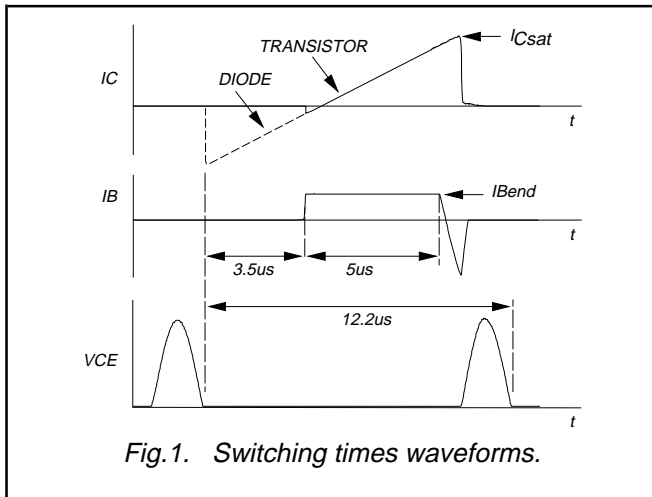 ICsat
TRANSISTOR
IC
DIODE
t
IB
IBend
t
3.5us
5us
12.2us
VCE
t
Fig.1. Switching times waveforms.